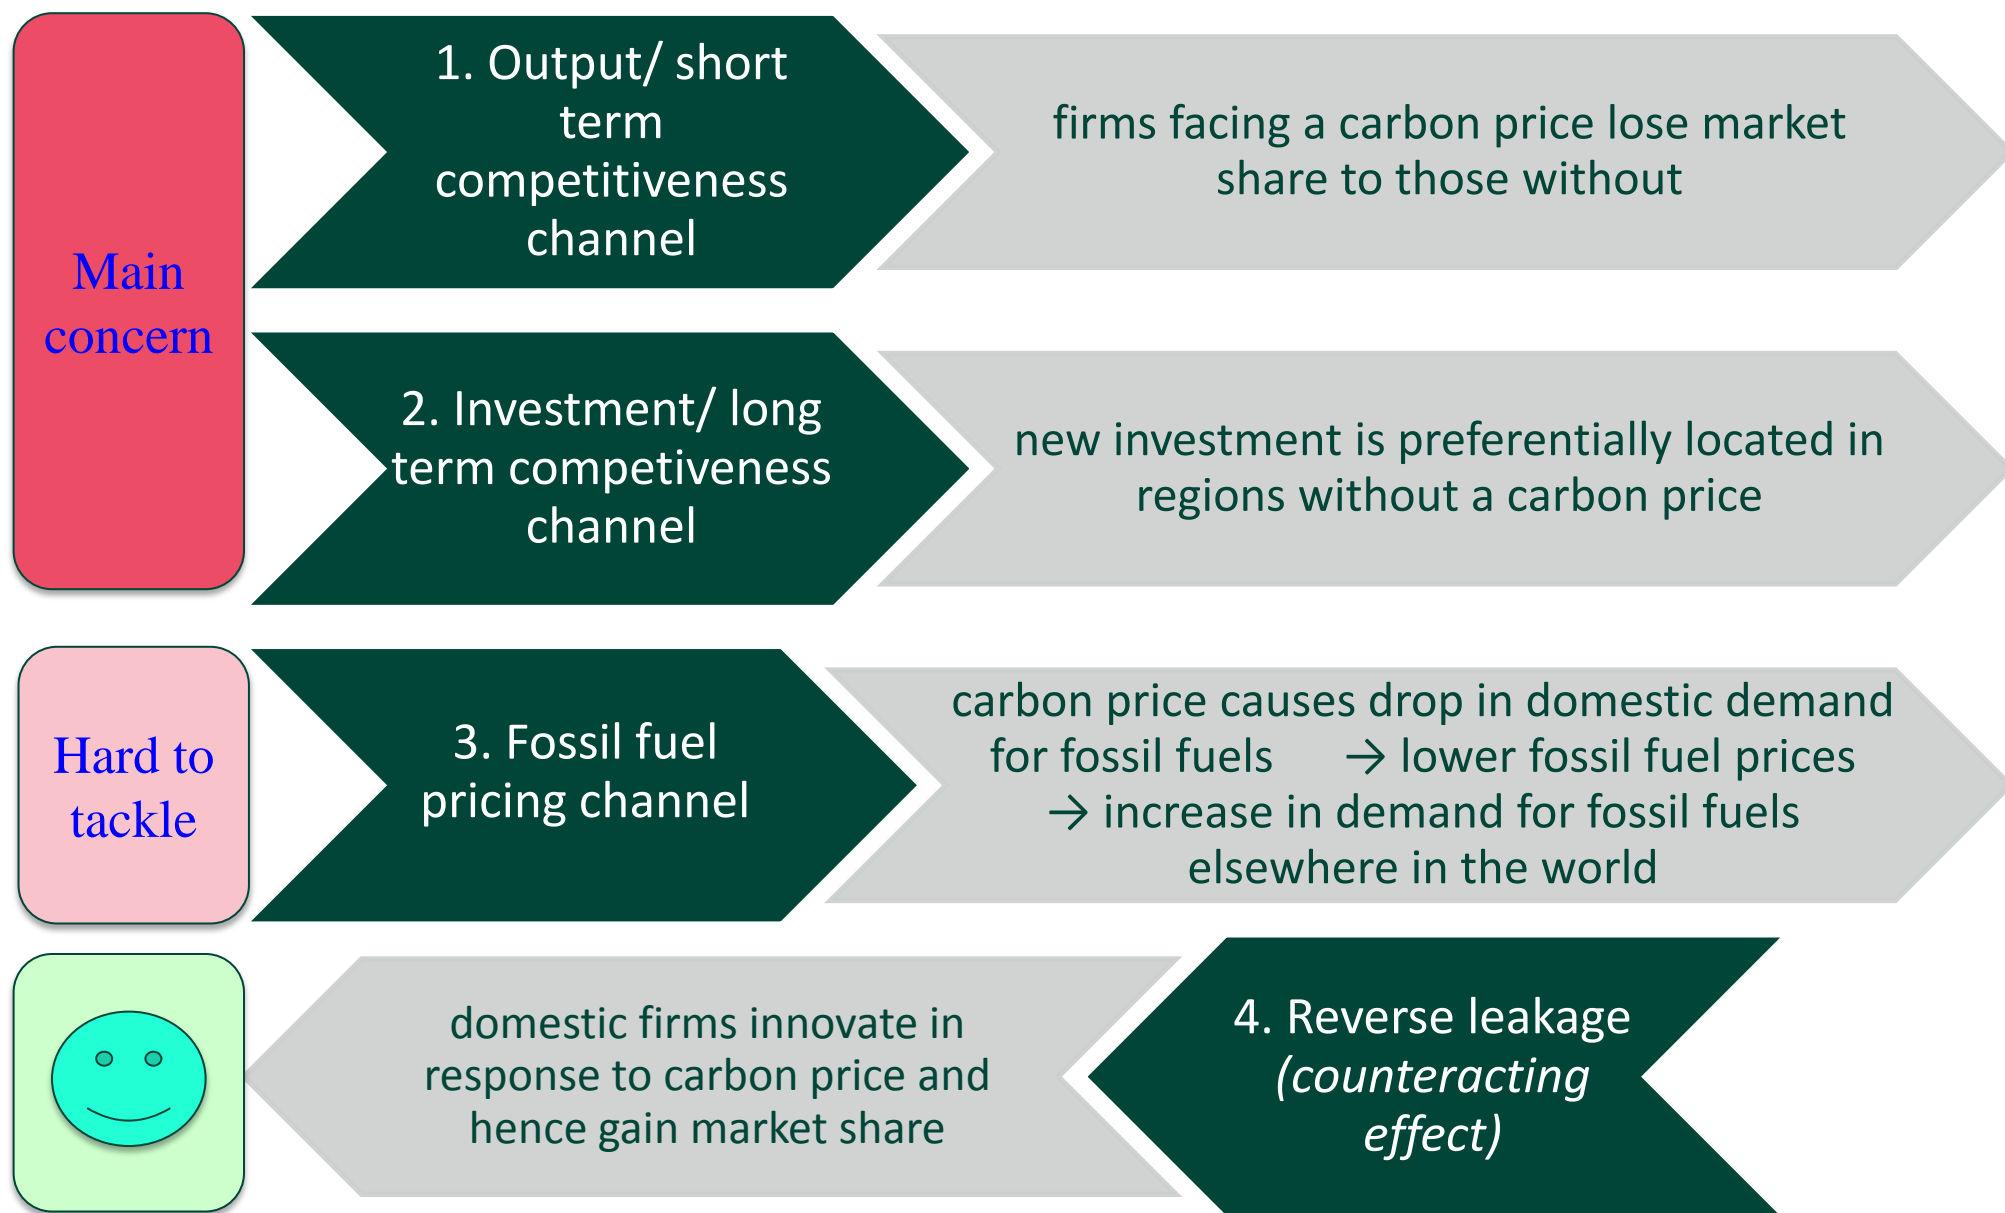 Main
concern
1. Output/ short
term
competitiveness
channel
firms facing a carbon price lose market
share to those without
2. Investment/ long
term competiveness
channel
new investment is preferentially located in
regions without a carbon price
Hard to
tackle
3. Fossil fuel
pricing channel
carbon price causes drop in domestic demand
for fossil fuels → lower fossil fuel prices
→ increase in demand for fossil fuels
elsewhere in the world
domestic firms innovate in
response to carbon price and
hence gain market share
4. Reverse leakage
(counteracting
effect)